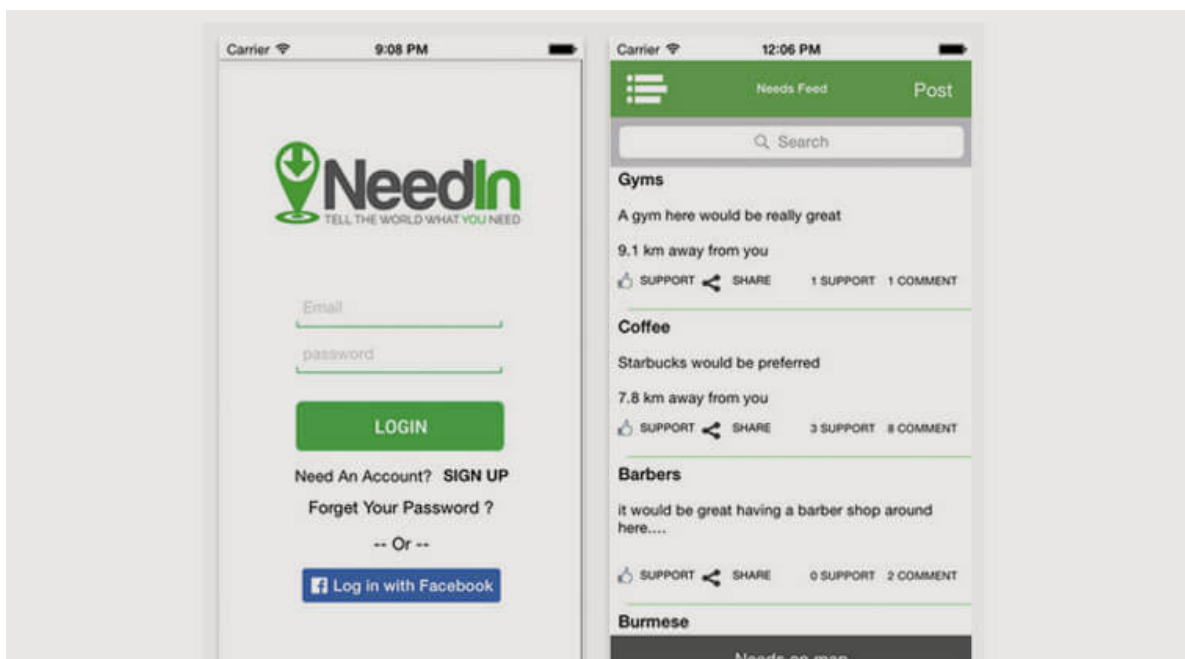 Carrier 9:08 PM
NeedIn
TELL THE WORLD WHAT YOU NEED
Email
password
LOGIN
Need An Account? SIGN UP
Forget Your Password ?
-- Or --
Log in with Facebook
Carrier 12:06 PM
Needs Feed Post
Search
Gyms
A gym here would be really great
9.1 km away from you
SUPPORT SHARE 1 SUPPORT 1 COMMENT
Coffee
Starbucks would be preferred
7.8 km away from you
SUPPORT SHARE 3 SUPPORT 8 COMMENT
Barbers
it would be great having a barber shop around
here....
SUPPORT SHARE 0 SUPPORT 2 COMMENT
Burmese
Needs on map